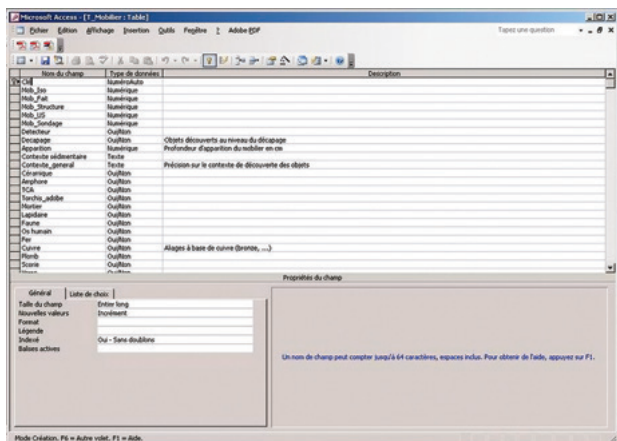 Microsoft Access - [T_Mobilier : Table]
Fichier Edition Affichage Insertion Outils Fenêtre ? Adobe PDF Tapez une question
Nom du champ Type de données Description
Clé NuméroAuto
Mob_Iso Numérique
Mob_Fait Numérique
Mob_Structure Numérique
Mob_US Numérique
Mob_Sondage Numérique
Detecteur Oui/Non
Decapage Oui/Non Objets découverts au niveau du décapage
Apparition Numérique Profondeur d'apparition du mobilier en cm
Contexte sédimentaire Texte
Contexte_general Texte Précision sur le contexte de découverte des objets
Céramique Oui/Non
Amphore Oui/Non
TCA Oui/Non
Torchis_adobe Oui/Non
Mortier Oui/Non
Lapidaire Oui/Non
Faune Oui/Non
Os humain Oui/Non
Fer Oui/Non
Cuivre Oui/Non Aliages à base de cuivre (bronze, ...)
Plomb Oui/Non
Scorie Oui/Non
Propriétés du champ
Général Liste de choix
Taille du champ Entier long
Nouvelles valeurs Incrément
Format
Légende
Indexé Oui - Sans doublons
Balises actives
Un nom de champ peut compter jusqu'à 64 caractères, espaces inclus. Pour obtenir de l'aide, appuyez sur F1.
Mode Création. F6 = Autre volet. F1 = Aide.